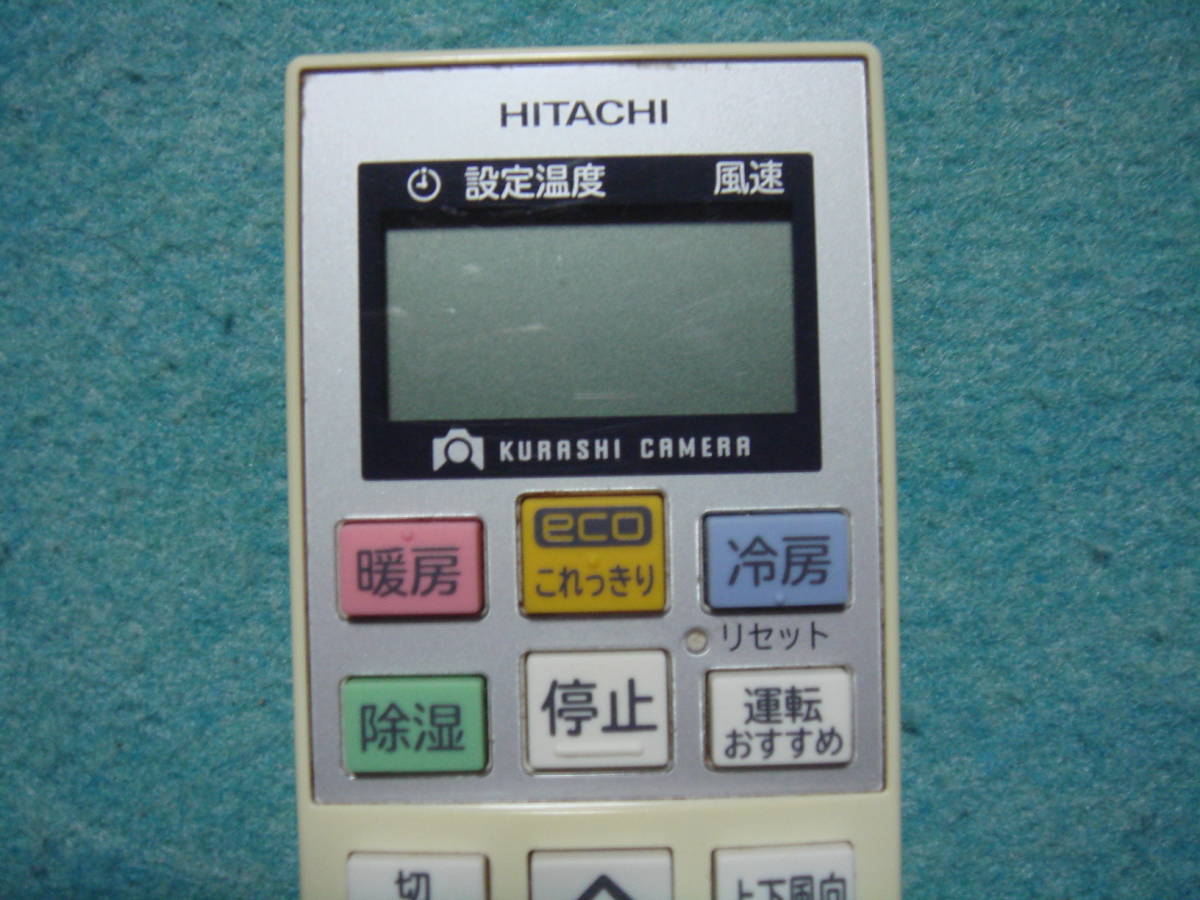 HITACHI
設定温度 風速
KURASHI CAMERA
暖房
eco
これっきり
冷房
リセット
除湿
停止
運転
おすすめ
切
上下風向